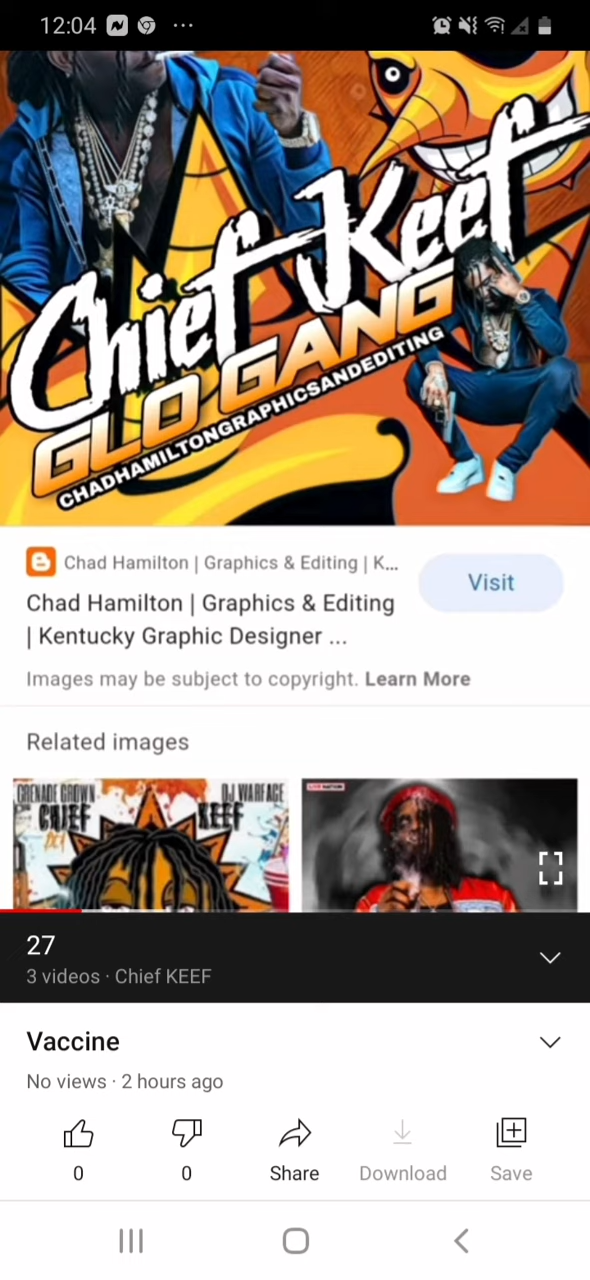 12:04
Chief Keef
GLO GANG
CHADHAMILTONGRAPHICSANDEDITING
Chad Hamilton | Graphics & Editing | K...
Visit
Chad Hamilton | Graphics & Editing
| Kentucky Graphic Designer ...
Images may be subject to copyright. Learn More
Related images
GRENADE GROWN
CHIEF
KEEF
DJ WARFACE
LIVE NATION
27
3 videos · Chief KEEF
Vaccine
No views · 2 hours ago
0
0
Share
Download
Save